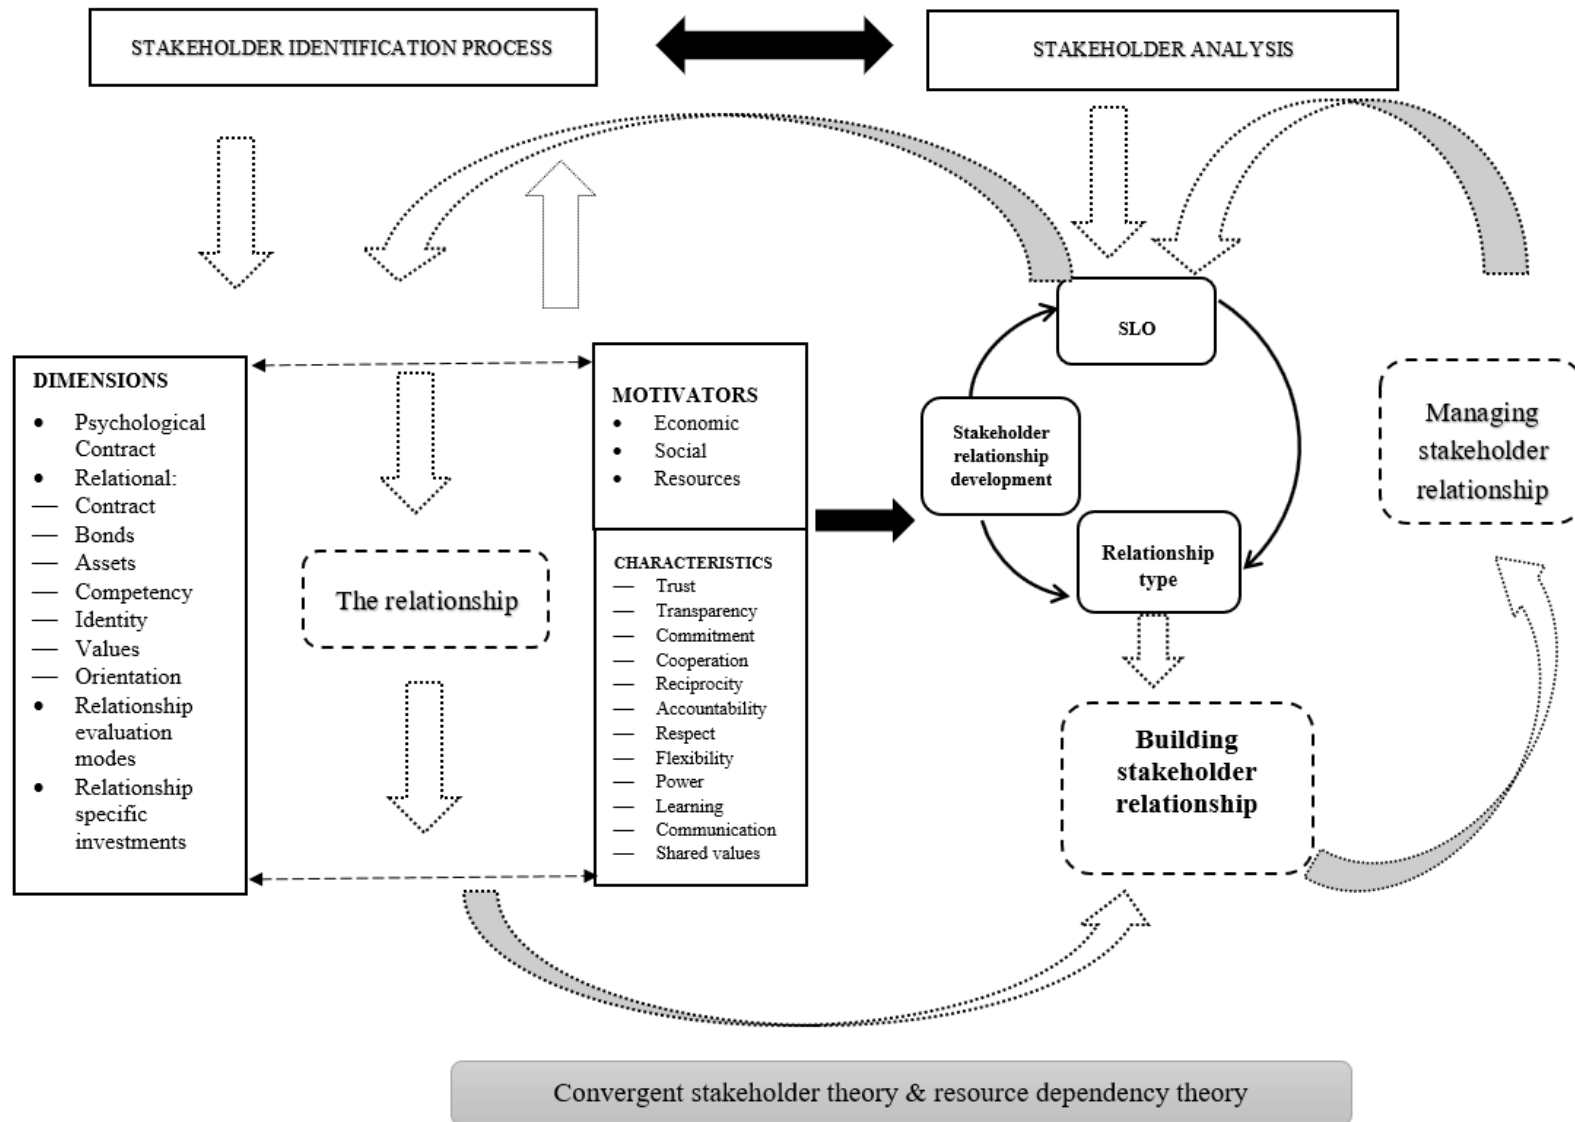 STAKEHOLDER IDENTIFICATION PROCESS
STAKEHOLDER ANALYSIS
DIMENSIONS
• Psychological
Contract
• Relational:
— Contract
— Bonds
— Assets
— Competency
— Identity
— Values
— Orientation
• Relationship
evaluation
modes
• Relationship
specific
investments
The relationship
MOTIVATORS
• Economic
• Social
• Resources
CHARACTERISTICS
— Trust
— Transparency
— Commitment
— Cooperation
— Reciprocity
— Accountability
— Respect
— Flexibility
— Power
— Learning
— Communication
— Shared values
SLO
Stakeholder
relationship
development
Relationship
type
Building
stakeholder
relationship
Managing
stakeholder
relationship
Convergent stakeholder theory & resource dependency theory